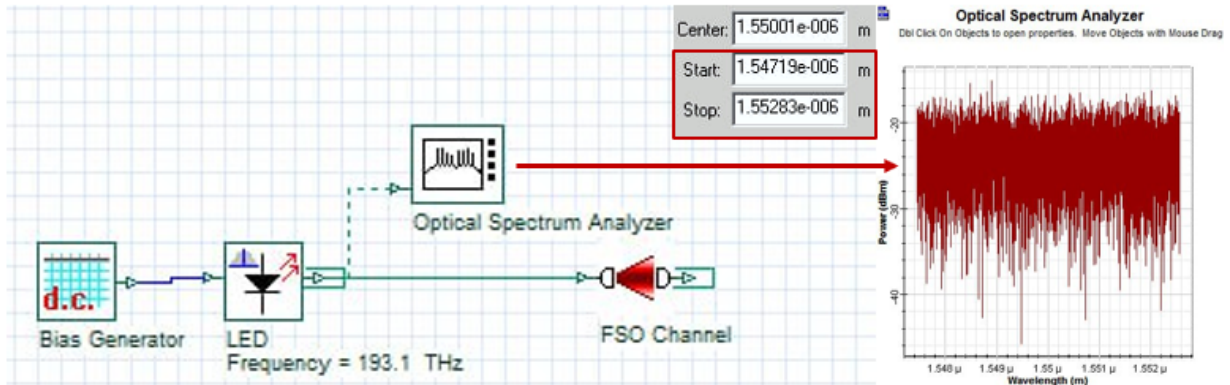 Center: 1.55001e-006 m
Start: 1.54719e-006 m
Stop: 1.55283e-006 m
Optical Spectrum Analyzer
Dbl Click On Objects to open properties. Move Objects with Mouse Drag
Power (dBm)
-20
-30
-40
1.548 µ 1.549 µ 1.55 µ 1.551 µ 1.552 µ
Wavelength (m)
Optical Spectrum Analyzer
d.c.
Bias Generator
LED
Frequency = 193.1 THz
FSO Channel